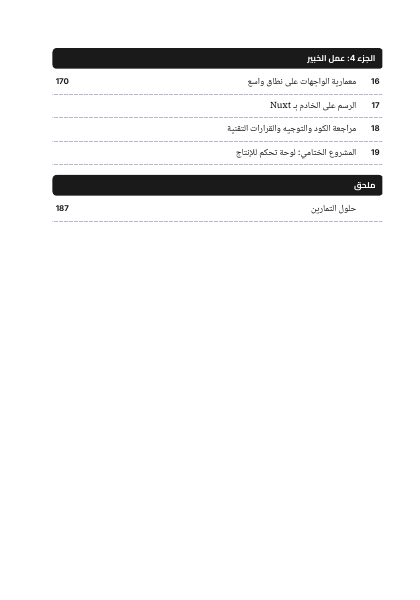 الجزء 4: عمل الخبير
16 معمارية الواجهات على نطاق واسع 170
17 الرسم على الخادم بـ Nuxt
18 مراجعة الكود والتوجيه والقرارات التقنية
19 المشروع الختامي: لوحة تحكم للإنتاج
ملحق
حلول التمارين 187